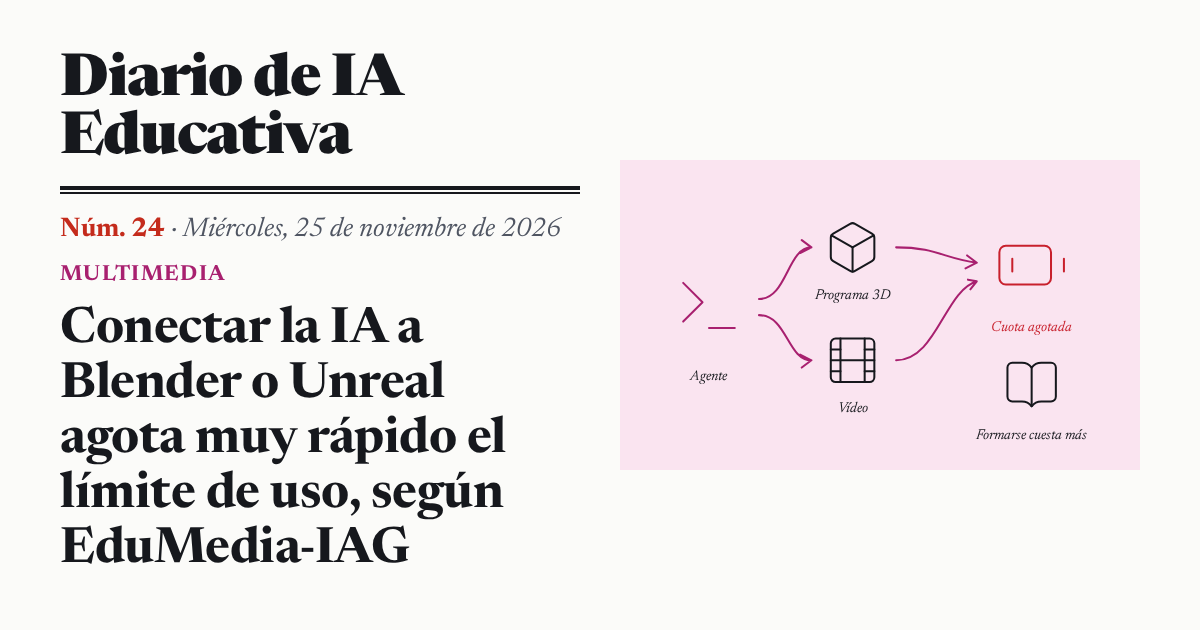 Diario de IA
Educativa
Núm. 24 · Miércoles, 25 de noviembre de 2026
MULTIMEDIA
Conectar la IA a
Blender o Unreal
agota muy rápido el
límite de uso, según
EduMedia-IAG
Agente
Programa 3D
Vídeo
Cuota agotada
Formarse cuesta más